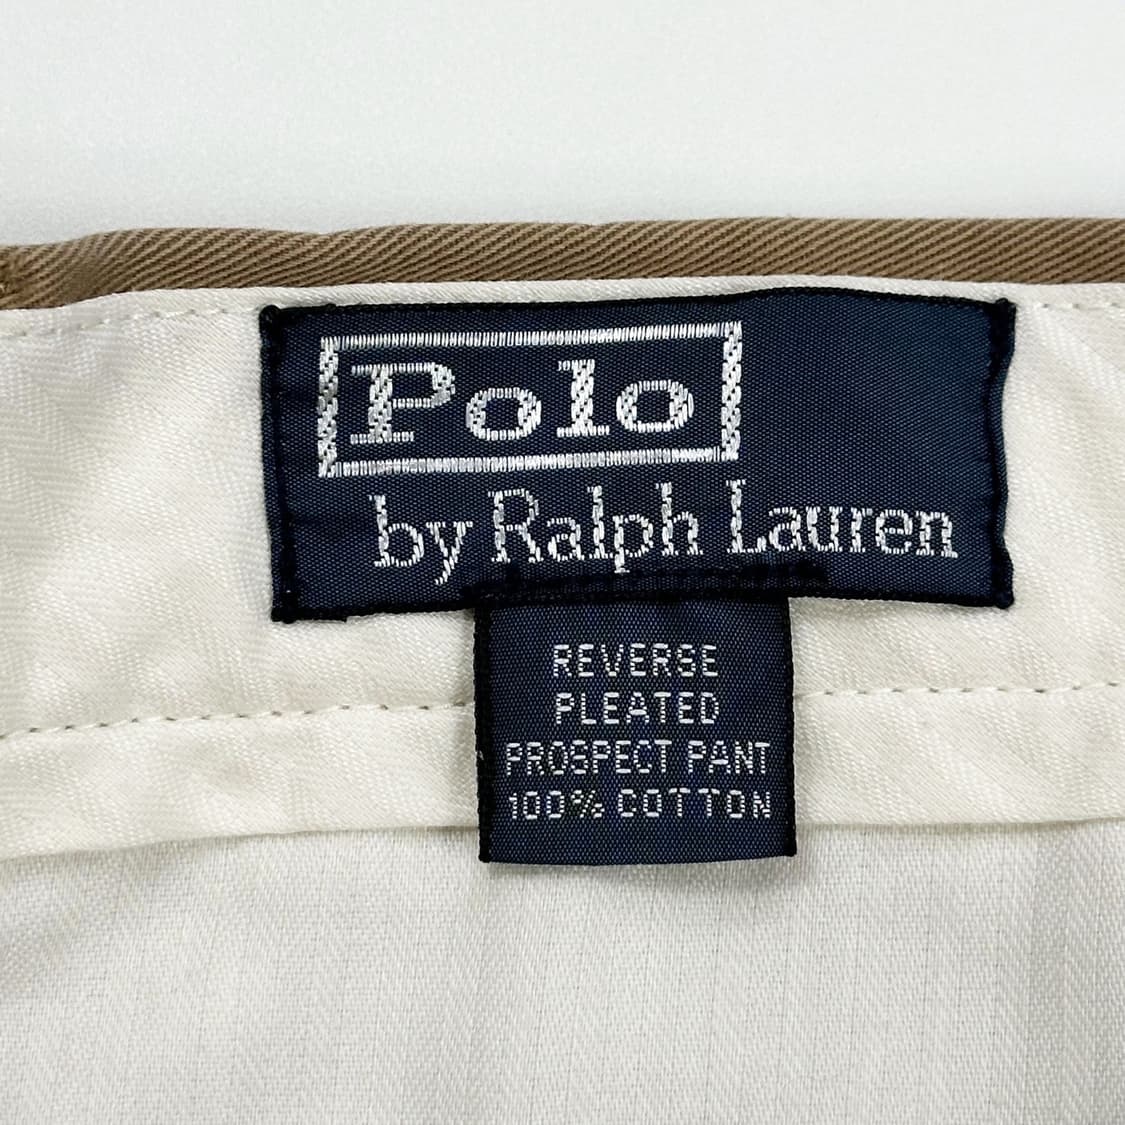 Polo
by Ralph Lauren
REVERSE
PLEATED
PROSPECT PANT
100% COTTON